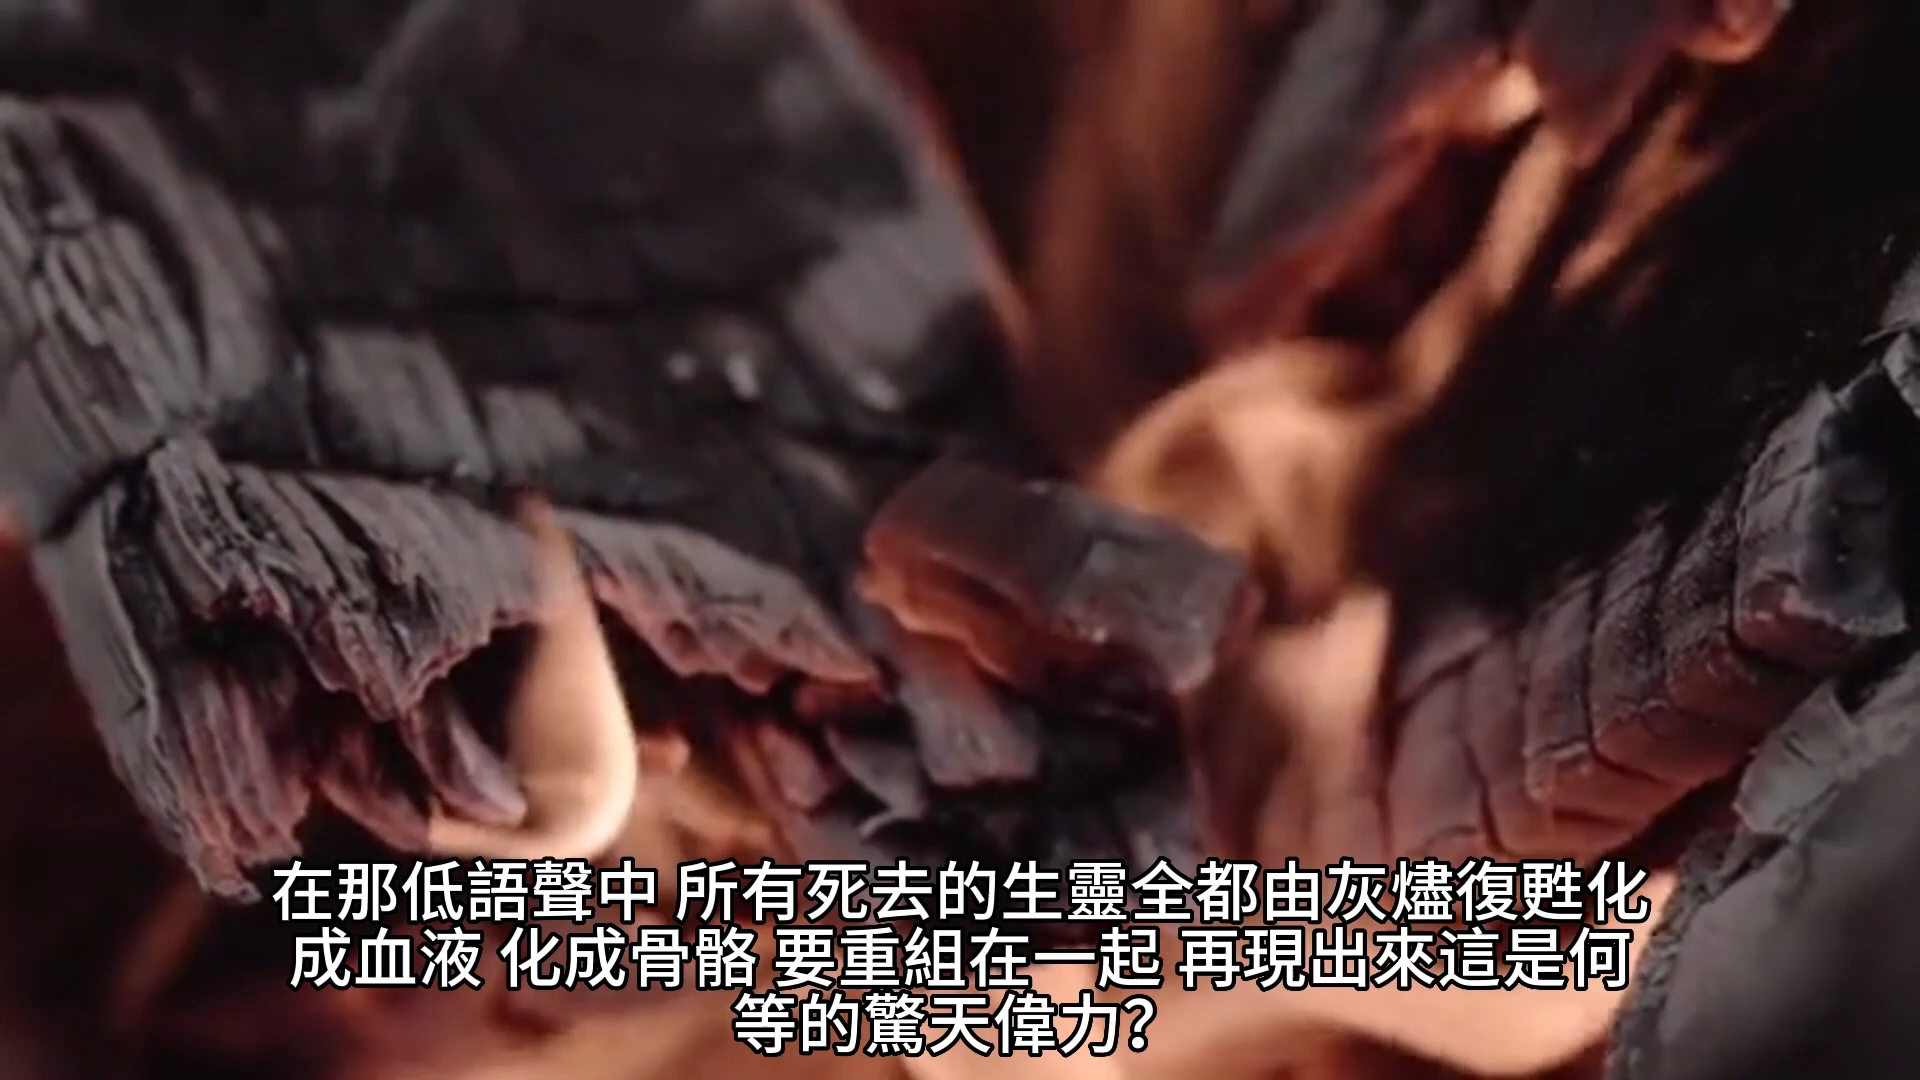 在那低語聲中 所有死去的生靈全都由灰燼復甦化
成血液 化成骨骼 要重組在一起 再現出來這是何
等的驚天偉力?